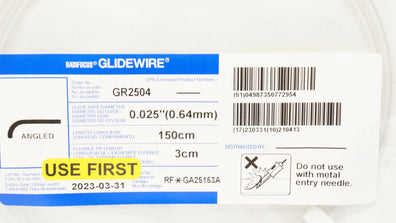 RADIFOCUS® GLIDEWIRE®
Order No.
UPN (Universal Product Number)
GR2504
(01)04987350772954
GUIDE WIRE DIAMETER
0.025"(0.64mm)
ANGLED
LENGTH LONGUEUR
150cm
(17)230331(10)210413
FLEXIBLE TIP LENGTH
3cm
DISTRIBUTED BY
USE FIRST
2023-03-31
RF*GA25153A
Do not use
with metal
entry needle.